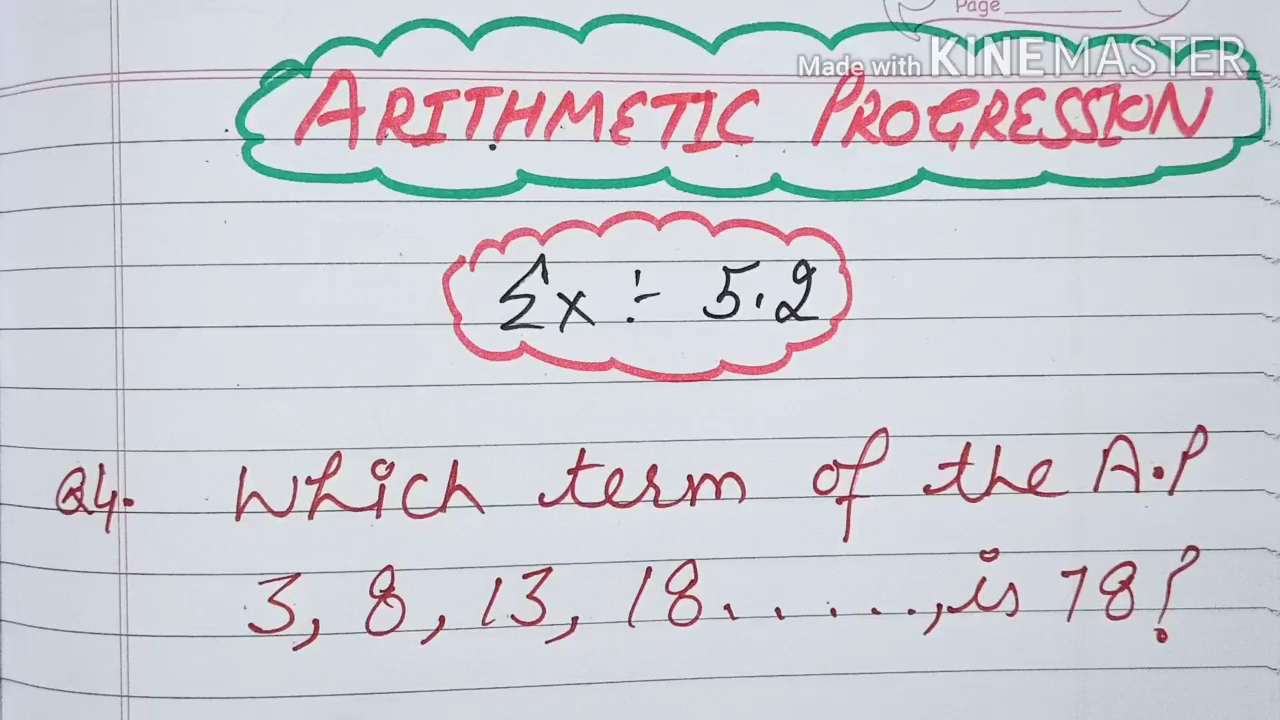 Page
Made with KINEMASTER
ARITHMETIC PROGRESSION
Ex ÷ 5.2
Q4. Which term of the A.P
3, 8, 13, 18......, is 78?